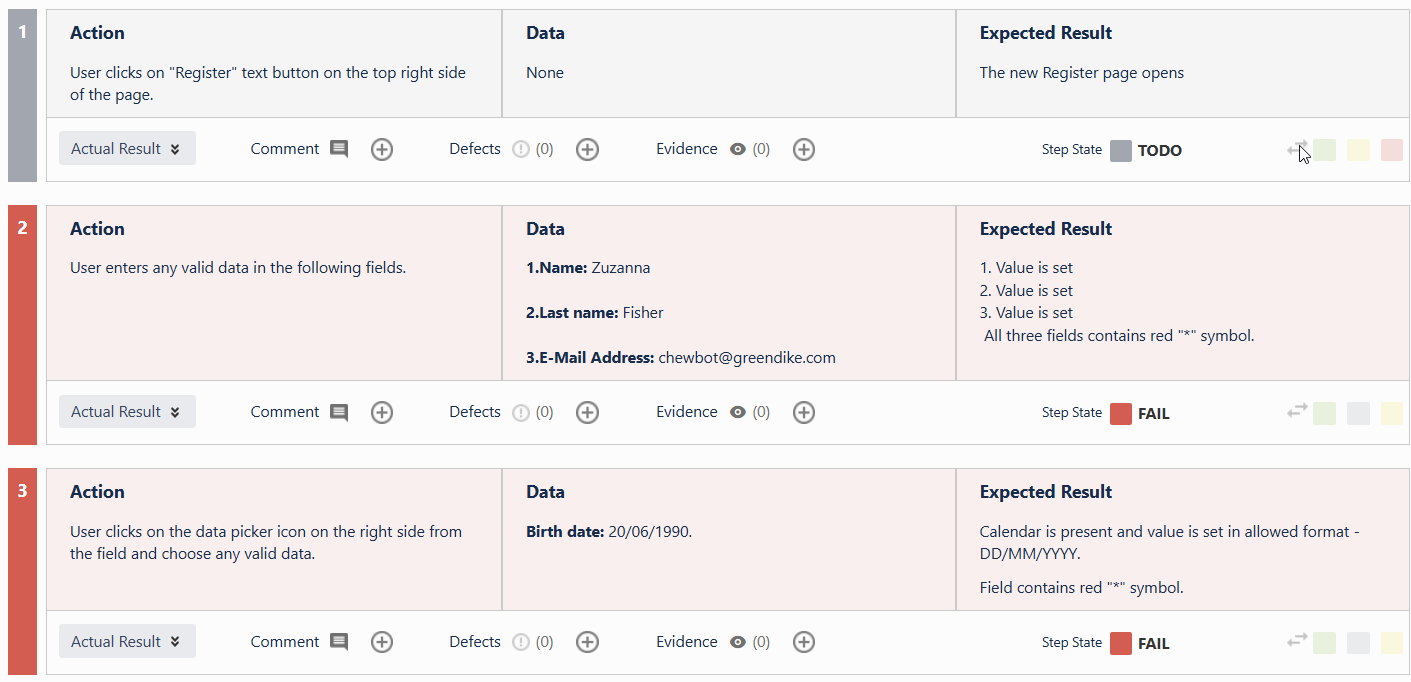 1
Action
Data
Expected Result
User clicks on "Register" text button on the top right side
of the page.
None
The new Register page opens
Actual Result
Comment
Defects
(0)
Evidence
(0)
Step State
TODO
2
Action
Data
Expected Result
User enters any valid data in the following fields.
1.Name: Zuzanna
2.Last name: Fisher
3.E-Mail Address: chewbot@greendike.com
1. Value is set
2. Value is set
3. Value is set
All three fields contains red "*" symbol.
Actual Result
Comment
Defects
(0)
Evidence
(0)
Step State
FAIL
3
Action
Data
Expected Result
User clicks on the data picker icon on the right side from
the field and choose any valid data.
Birth date: 20/06/1990.
Calendar is present and value is set in allowed format -
DD/MM/YYYY.
Field contains red "*" symbol.
Actual Result
Comment
Defects
(0)
Evidence
(0)
Step State
FAIL